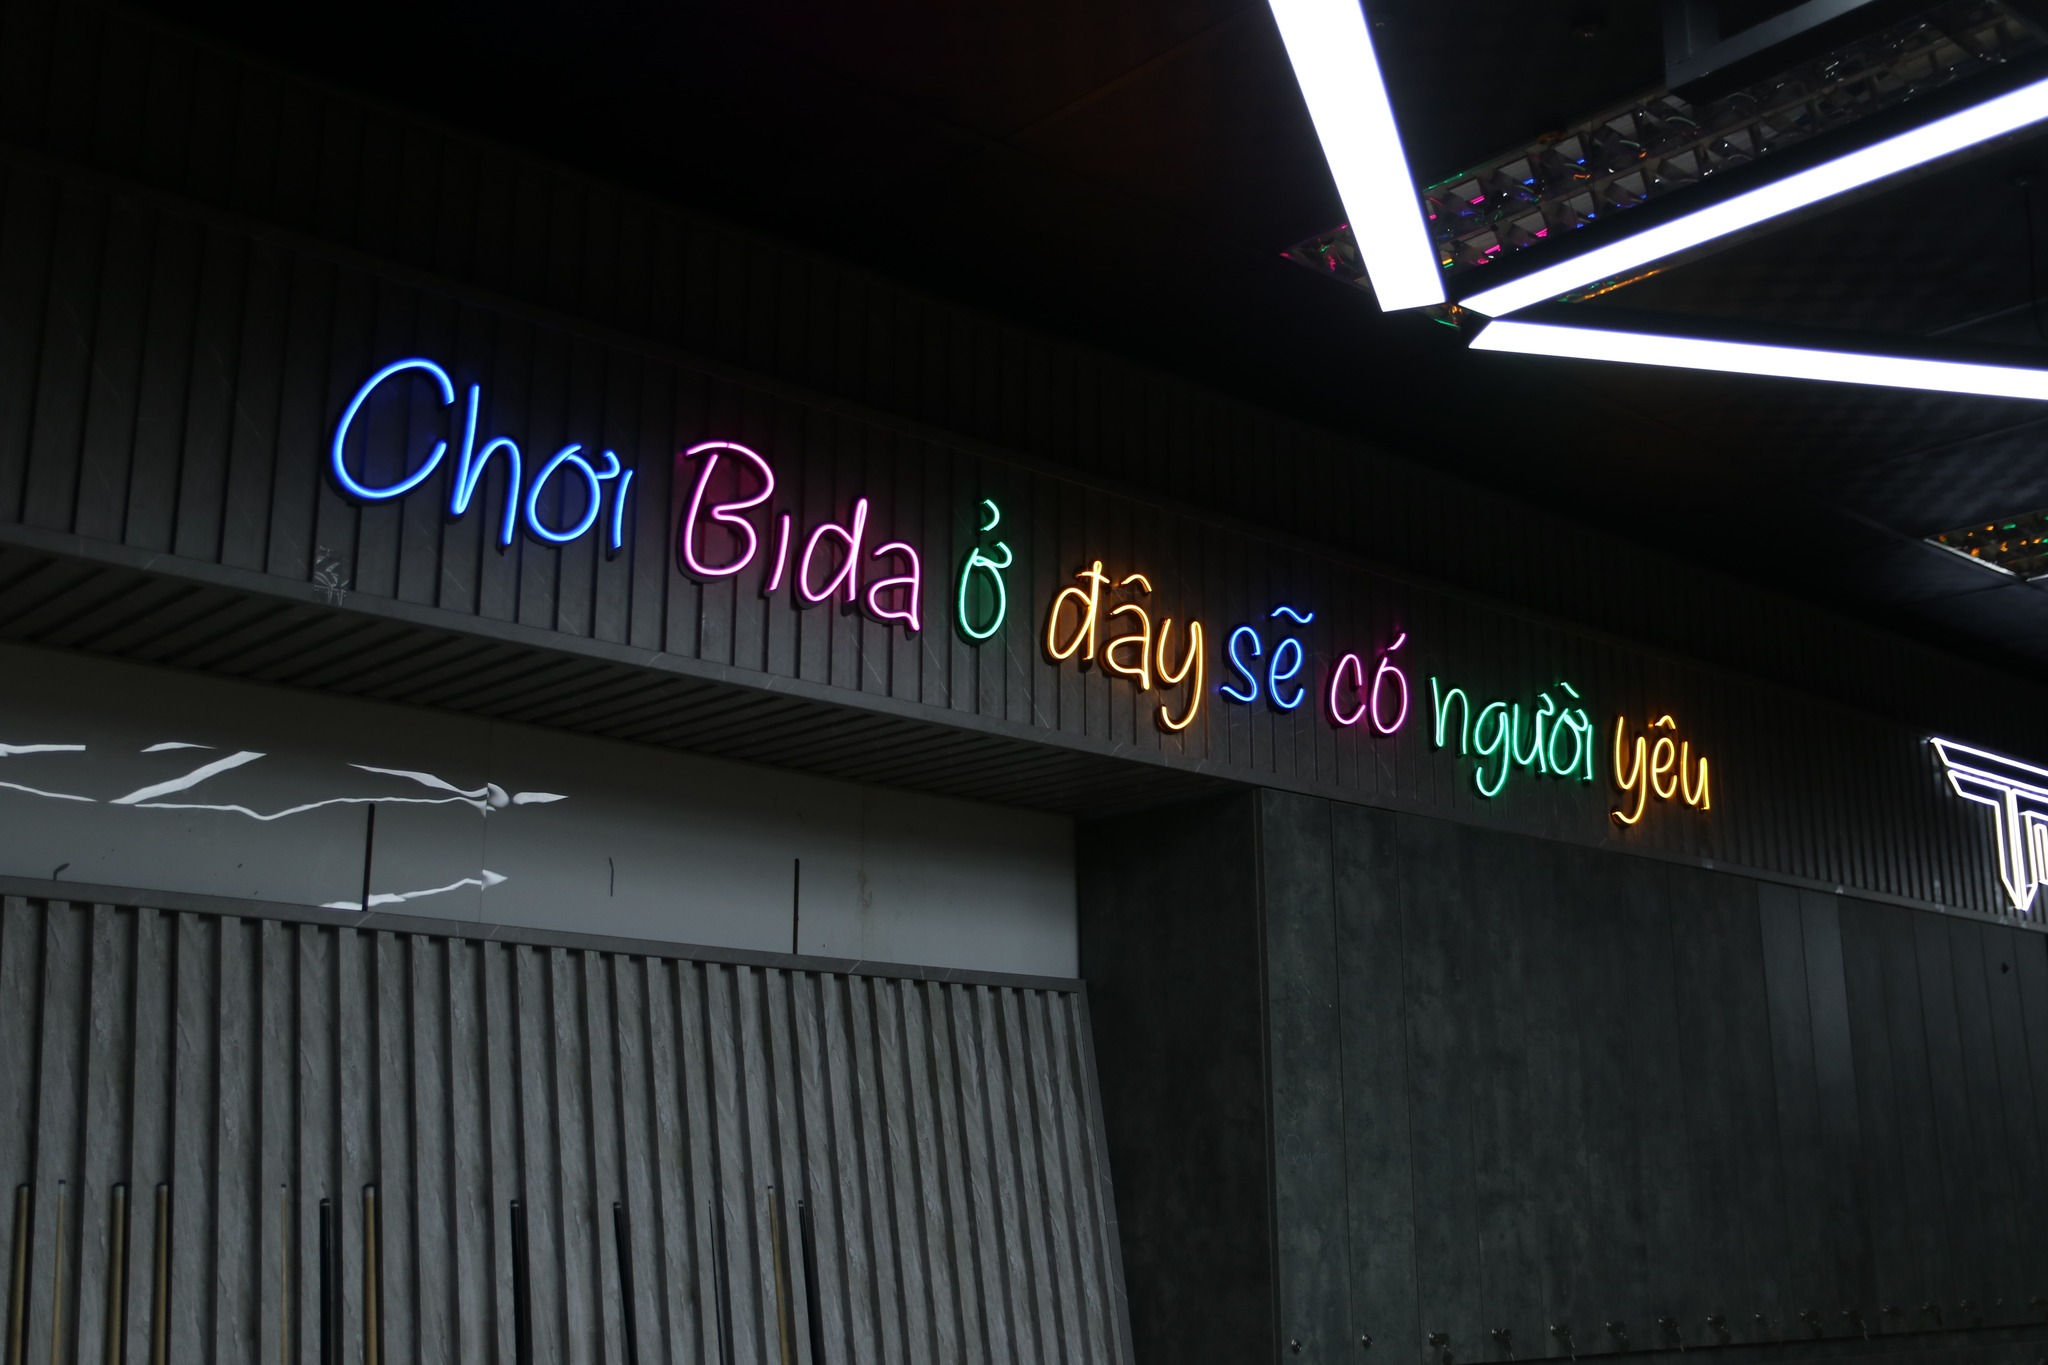 Chơi Bida ở đây sẽ có người yêu